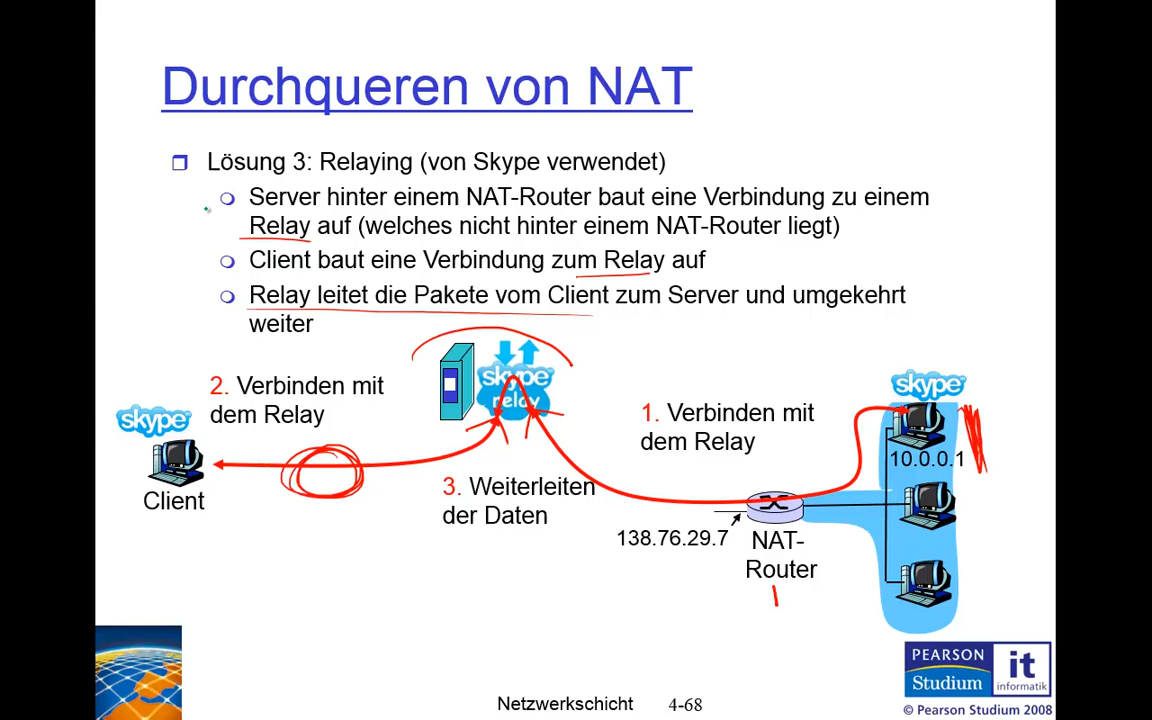 Durchqueren von NAT
Lösung 3: Relaying (von Skype verwendet)
Server hinter einem NAT-Router baut eine Verbindung zu einem
Relay auf (welches nicht hinter einem NAT-Router liegt)
Client baut eine Verbindung zum Relay auf
Relay leitet die Pakete vom Client zum Server und umgekehrt
weiter
2. Verbinden mit
dem Relay
skype
Client
skype
relay
3. Weiterleiten
der Daten
1. Verbinden mit
dem Relay
skype
10.0.0.1
138.76.29.7
NAT-
Router
Netzwerkschicht 4-68
PEARSON
Studium
it
informatik
© Pearson Studium 2008